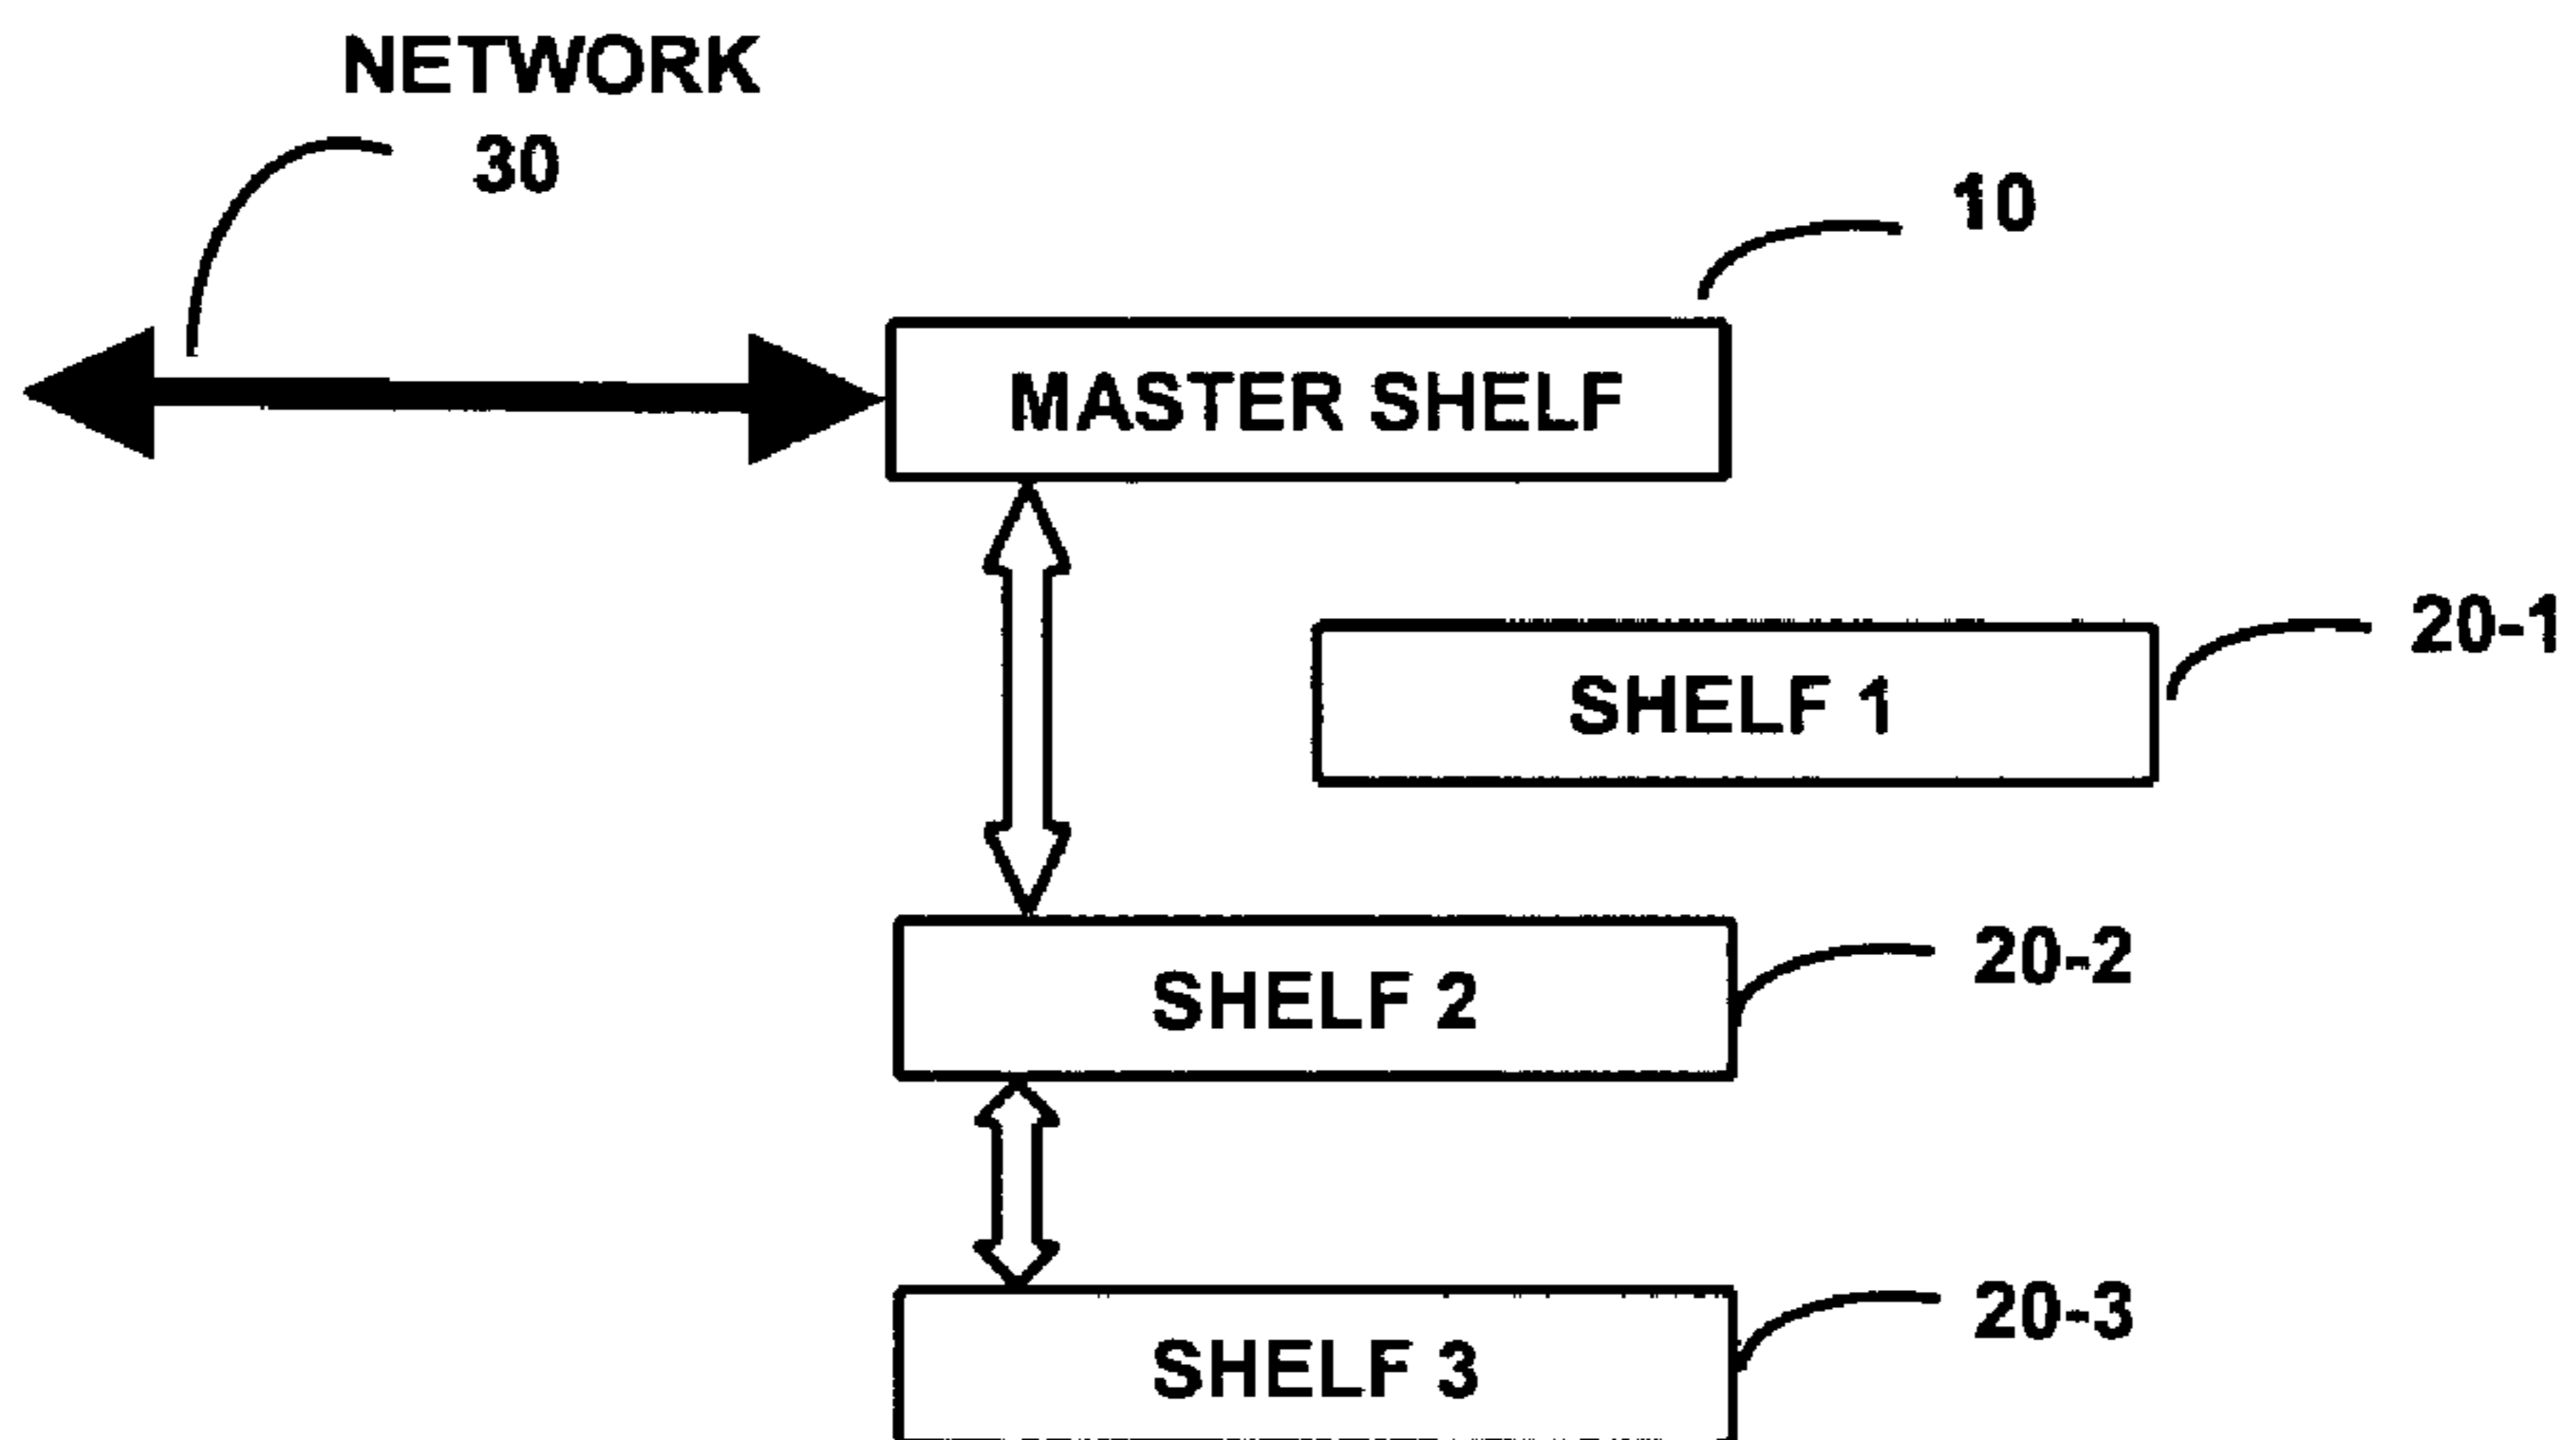 NETWORK
30
10
MASTER SHELF
20-1
SHELF 1
20-2
SHELF 2
20-3
SHELF 3